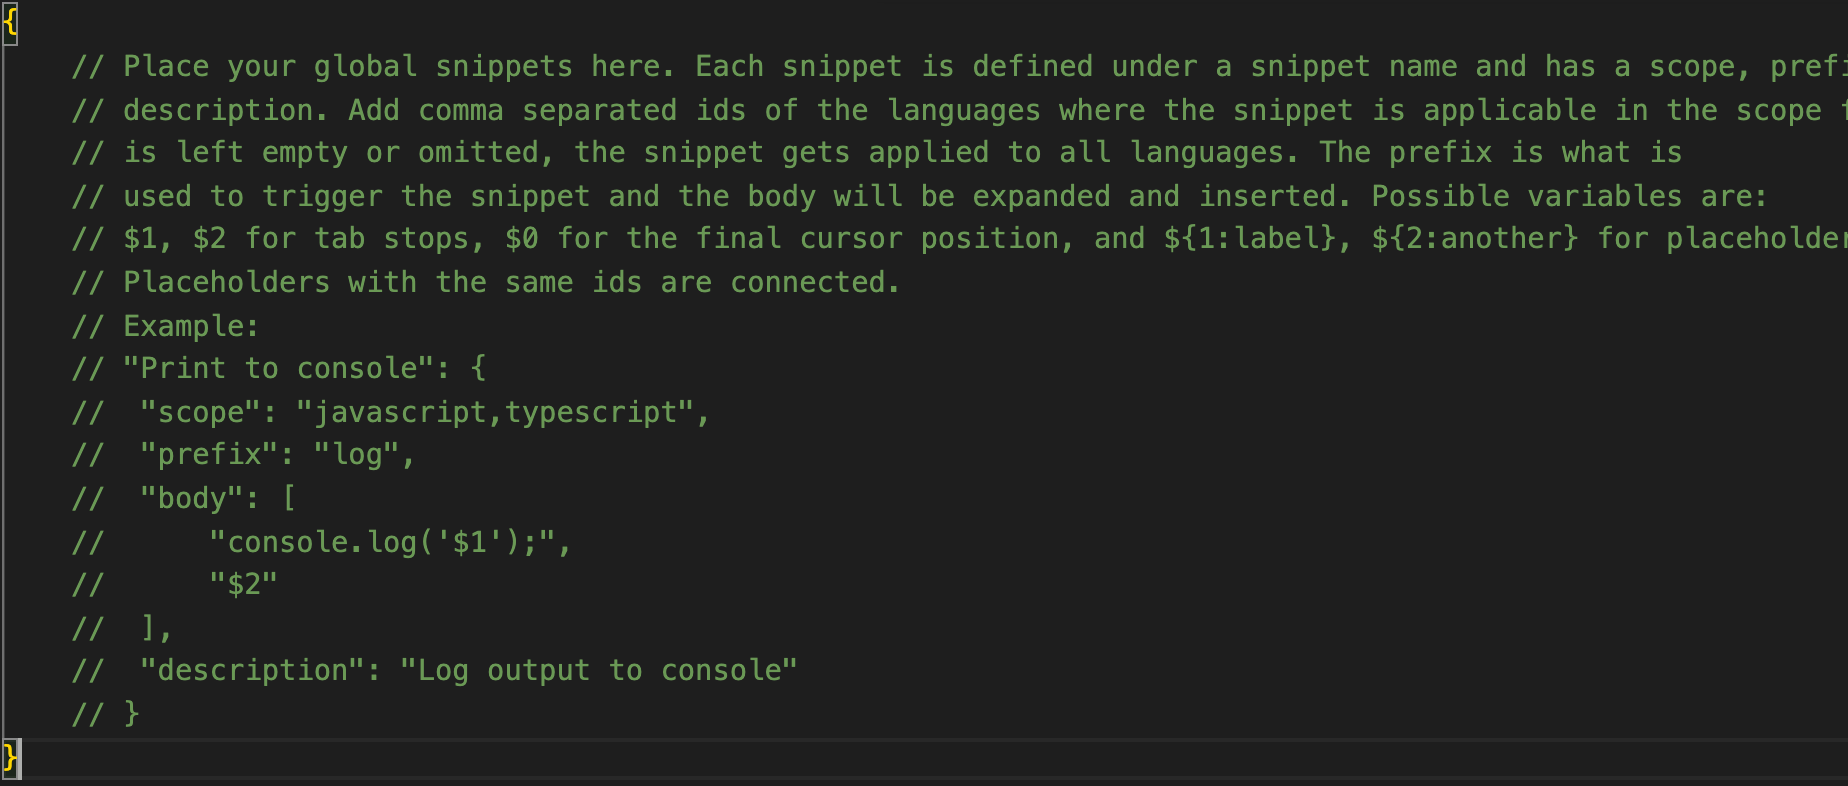 {
// Place your global snippets here. Each snippet is defined under a snippet name and has a scope,
// description. Add comma separated ids of the languages where the snippet is applicable in the scope
// is left empty or omitted, the snippet gets applied to all languages. The prefix is what is
// used to trigger the snippet and the body will be expanded and inserted. Possible variables are:
// $1, $2 for tab stops, $0 for the final cursor position, and ${1:label}, ${2:another} for
// Placeholders with the same ids are connected.
// Example:
// "Print to console": {
//  "scope": "javascript,typescript",
//  "prefix": "log",
//  "body": [
//      "console.log('$1');",
//      "$2"
//  ],
//  "description": "Log output to console"
// }
}